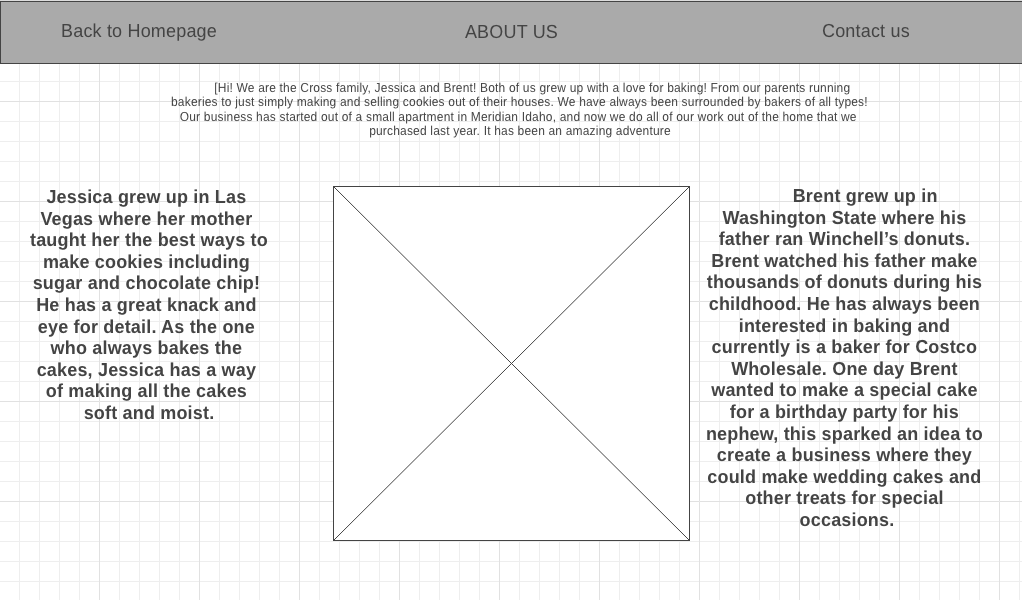 Back to Homepage
ABOUT US
Contact us
[Hi! We are the Cross family, Jessica and Brent! Both of us grew up with a love for baking! From our parents running
bakeries to just simply making and selling cookies out of their houses. We have always been surrounded by bakers of all types!
Our business has started out of a small apartment in Meridian Idaho, and now we do all of our work out of the home that we
purchased last year. It has been an amazing adventure
Jessica grew up in Las
Vegas where her mother
taught her the best ways to
make cookies including
sugar and chocolate chip!
He has a great knack and
eye for detail. As the one
who always bakes the
cakes, Jessica has a way
of making all the cakes
soft and moist.
Brent grew up in
Washington State where his
father ran Winchell’s donuts.
Brent watched his father make
thousands of donuts during his
childhood. He has always been
interested in baking and
currently is a baker for Costco
Wholesale. One day Brent
wanted to make a special cake
for a birthday party for his
nephew, this sparked an idea to
create a business where they
could make wedding cakes and
other treats for special
occasions.